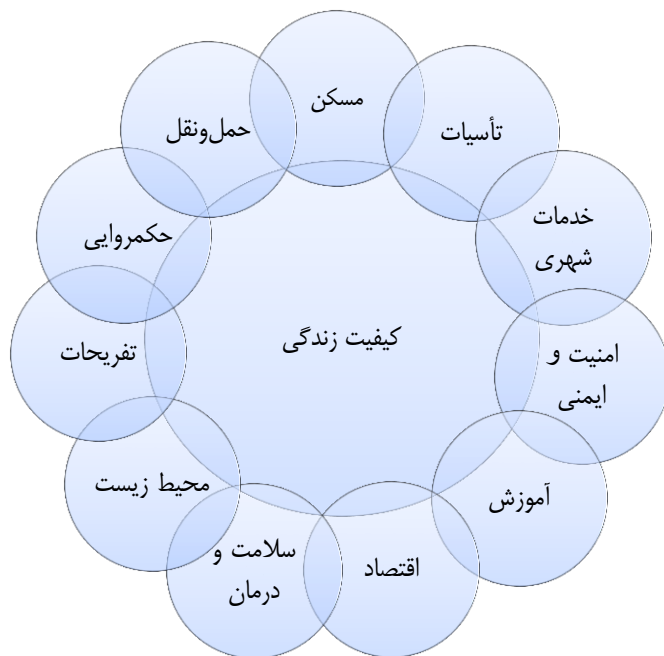 مسکن
تأسیات
خدمات
شهری
امنیت و
ایمنی
آموزش
اقتصاد
سلامت و
درمان
محیط زیست
تفریحات
حکمروایی
حمل‌ونقل
کیفیت زندگی